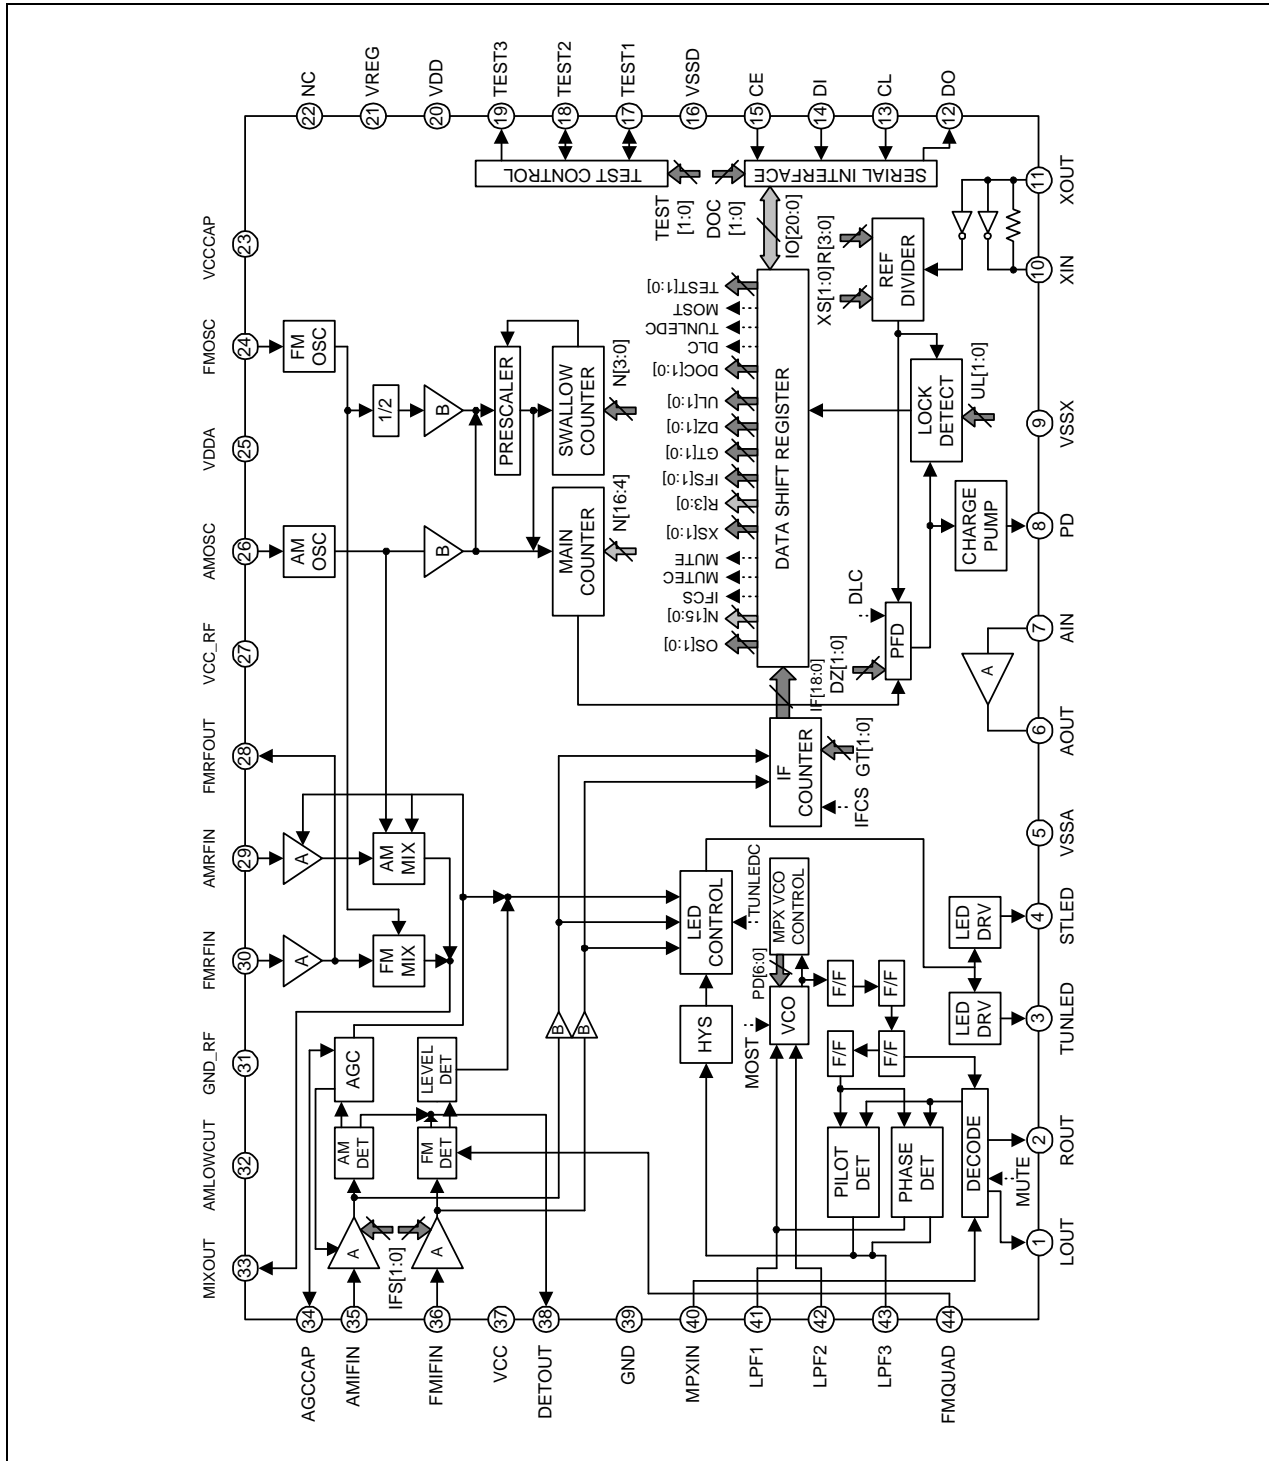 NC
VREG
VDD
TEST3
TEST2
TEST1
VSSD
CE
DI
CL
DO
22
21
20
19
18
17
16
15
14
13
12
TEST CONTROL
SERIAL INTERFACE
TEST
[1:0]
DOC
[1:0]
IO[20:0]
VCCCAP
23
FMOSC
24
VDDA
25
AMOSC
26
VCC_RF
27
FMRFOUT
28
AMRFIN
29
FMRFIN
30
GND_RF
31
AMLOWCUT
32
MIXOUT
33
FM
OSC
1/2
B
PRESCALER
SWALLOW
COUNTER
N[3:0]
AM
OSC
B
MAIN
COUNTER
N[16:4]
A
AM
MIX
A
FM
MIX
AGC
LEVEL
DET
AM
DET
FM
DET
A
A
IFS[1:0]
B
B
TEST[1:0]
MOST
TUNLEDC
DLC
DOC[1:0]
UL[1:0]
DZ[1:0]
GT[1:0]
IFS[1:0]
R[3:0]
XS[1:0]
MUTE
MUTEC
IFCS
N[15:0]
OS[1:0]
DATA SHIFT REGISTER
IF[18:0]
XS[1:0]
R[3:0]
REF
DIVIDER
LOCK
DETECT
UL[1:0]
CHARGE
PUMP
PFD
DLC
DZ[1:0]
IF
COUNTER
GT[1:0]
IFCS
A
LED
CONTROL
TUNLEDC
MPX VCO
CONTROL
PD[6:0]
HYS
VCO
MOST
F/F
F/F
F/F
F/F
LED
DRV
LED
DRV
PILOT
DET
PHASE
DET
DECODE
MUTE
11
XOUT
10
XIN
9
VSSX
8
PD
7
AIN
6
AOUT
5
VSSA
4
STLED
3
TUNLED
2
ROUT
1
LOUT
34
35
36
37
38
39
40
41
42
43
44
AGCCAP
AMIFIN
FMIFIN
VCC
DETOUT
GND
MPXIN
LPF1
LPF2
LPF3
FMQUAD